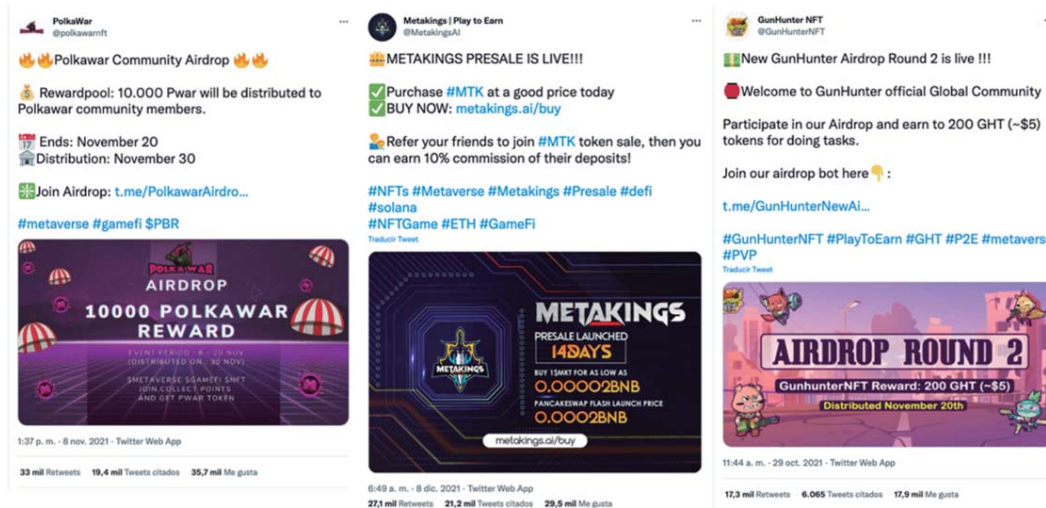 PolkaWar
@polkawarnft
Polkawar Community Airdrop
Rewardpool: 10.000 Pwar will be distributed to
Polkawar community members.
Ends: November 20
Distribution: November 30
Join Airdrop: t.me/PolkawarAirdro...
#metaverse #gamefi $PBR
POLKAWAR
AIRDROP
10000 POLKAWAR
REWARD
EVENT PERIOD : 8 - 20 NOV
(DISTRIBUTED ON : 30 NOV)
$METAVERSE $GAMEFI $NFT
JOIN COLLECT POINTS
AND GET PWAR TOKEN
1:37 p. m. · 8 nov. 2021 · Twitter Web App
33 mil Retweets 19,4 mil Tweets citados 35,7 mil Me gusta
Metakings | Play to Earn
@MetakingsAI
METAKINGS PRESALE IS LIVE!!!
Purchase #MTK at a good price today
BUY NOW: metakings.ai/buy
Refer your friends to join #MTK token sale, then you
can earn 10% commission of their deposits!
#NFTs #Metaverse #Metakings #Presale #defi
#solana
#NFTGame #ETH #GameFi
Traducir Tweet
METAKINGS
METAKINGS
PRESALE LAUNCHED
14DAYS
BUY 1$MKT FOR AS LOW AS
0.00002BNB
PANCAKESWAP FLASH LAUNCH PRICE
0.0002BNB
metakings.ai/buy
6:49 a. m. · 8 dic. 2021 · Twitter Web App
27,1 mil Retweets 21,2 mil Tweets citados 29,5 mil Me gusta
GunHunter NFT
@GunHunterNFT
New GunHunter Airdrop Round 2 is live !!!
Welcome to GunHunter official Global Community
Participate in our Airdrop and earn to 200 GHT (~$5)
tokens for doing tasks.
Join our airdrop bot here :
t.me/GunHunterNewAi...
#GunHunterNFT #PlayToEarn #GHT #P2E #metavers
#PVP
Traducir Tweet
AIRDROP ROUND 2
GunhunterNFT Reward: 200 GHT (~$5)
Distributed November 20th
11:44 a. m. · 29 oct. 2021 · Twitter Web App
17,3 mil Retweets 6.065 Tweets citados 17,9 mil Me gusta